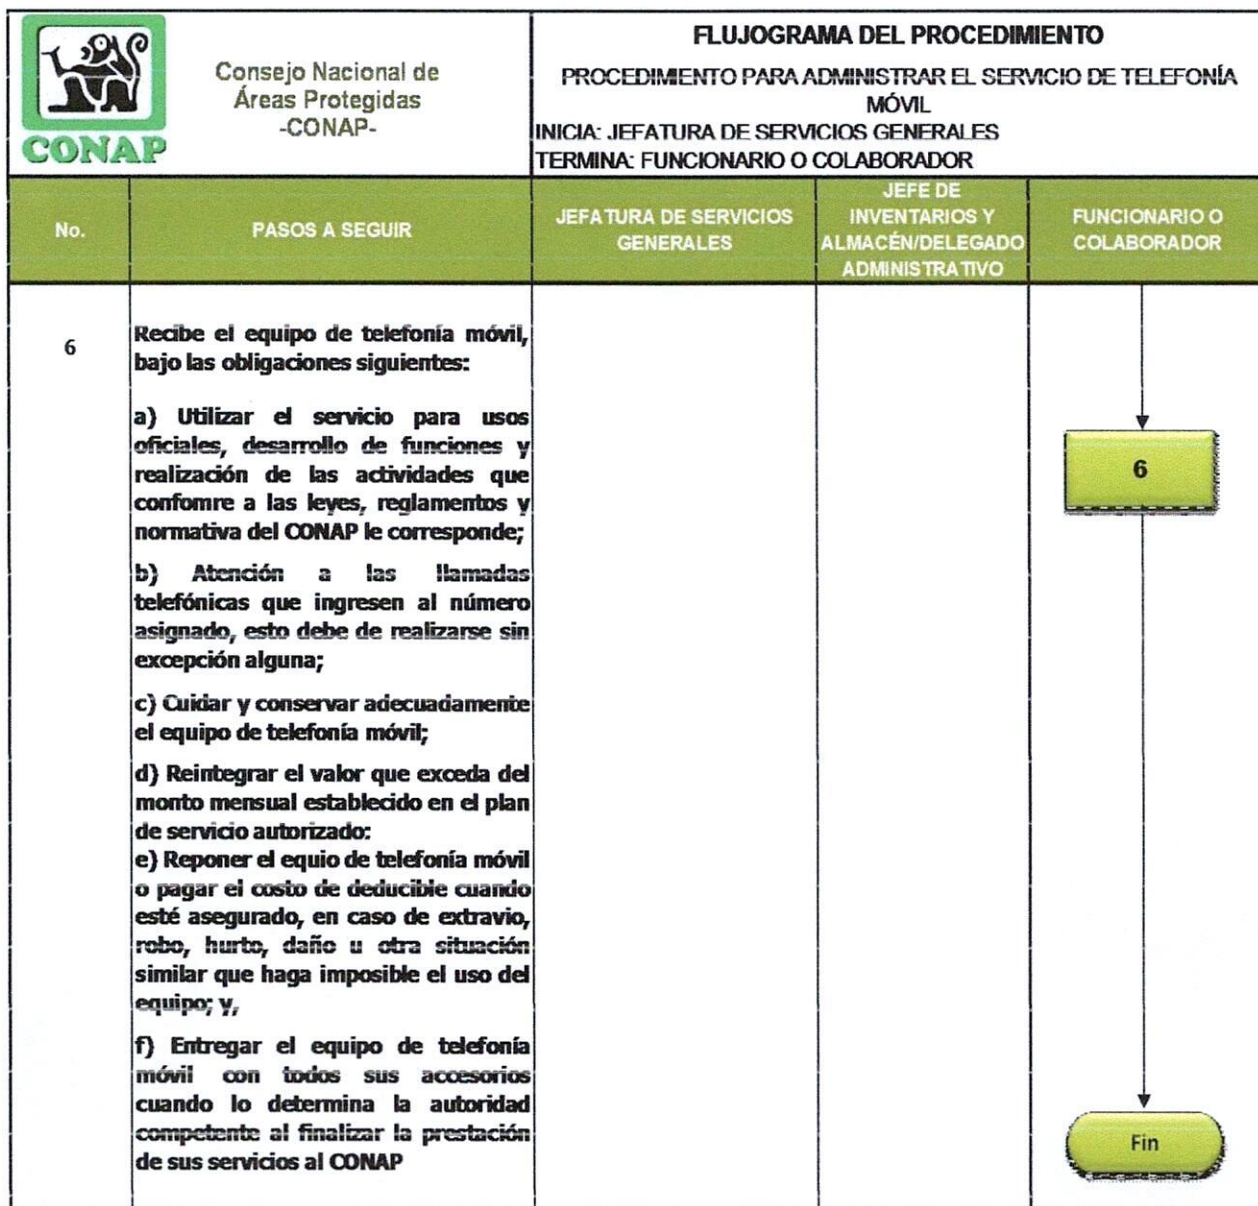 CONAP
Consejo Nacional de
Áreas Protegidas
-CONAP-
FLUJOGRAMA DEL PROCEDIMIENTO
PROCEDIMIENTO PARA ADMINISTRAR EL SERVICIO DE TELEFONÍA
MÓVIL
INICIA: JEFATURA DE SERVICIOS GENERALES
TERMINA: FUNCIONARIO O COLABORADOR
No.
PASOS A SEGUIR
JEFATURA DE SERVICIOS
GENERALES
JEFE DE
INVENTARIOS Y
ALMACÉN/DELEGADO
ADMINISTRATIVO
FUNCIONARIO O
COLABORADOR
6
Recibe el equipo de telefonía móvil,
bajo las obligaciones siguientes:
a) Utilizar el servicio para usos
oficiales, desarrollo de funciones y
realización de las actividades que
confomre a las leyes, reglamentos y
normativa del CONAP le corresponde;
b) Atención a las llamadas
telefónicas que ingresen al número
asignado, esto debe de realizarse sin
excepción alguna;
c) Cuidar y conservar adecuadamente
el equipo de telefonía móvil;
d) Reintegrar el valor que exceda del
monto mensual establecido en el plan
de servicio autorizado:
e) Reponer el equio de telefonía móvil
o pagar el costo de deducible cuando
esté asegurado, en caso de extravio,
robo, hurto, daño u otra situación
similar que haga imposible el uso del
equipo; y,
f) Entregar el equipo de telefonía
móvil con todos sus accesorios
cuando lo determina la autoridad
competente al finalizar la prestación
de sus servicios al CONAP
6
Fin